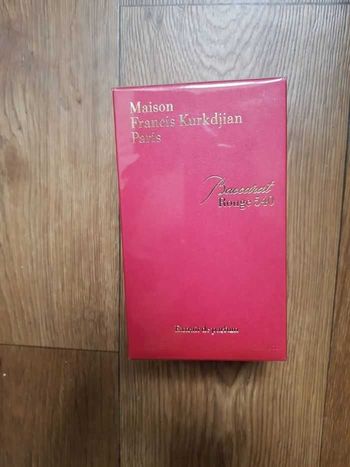 Maison
Francis Kurkdjian
Paris
Baccarat
Rouge 540
Extrait de parfum